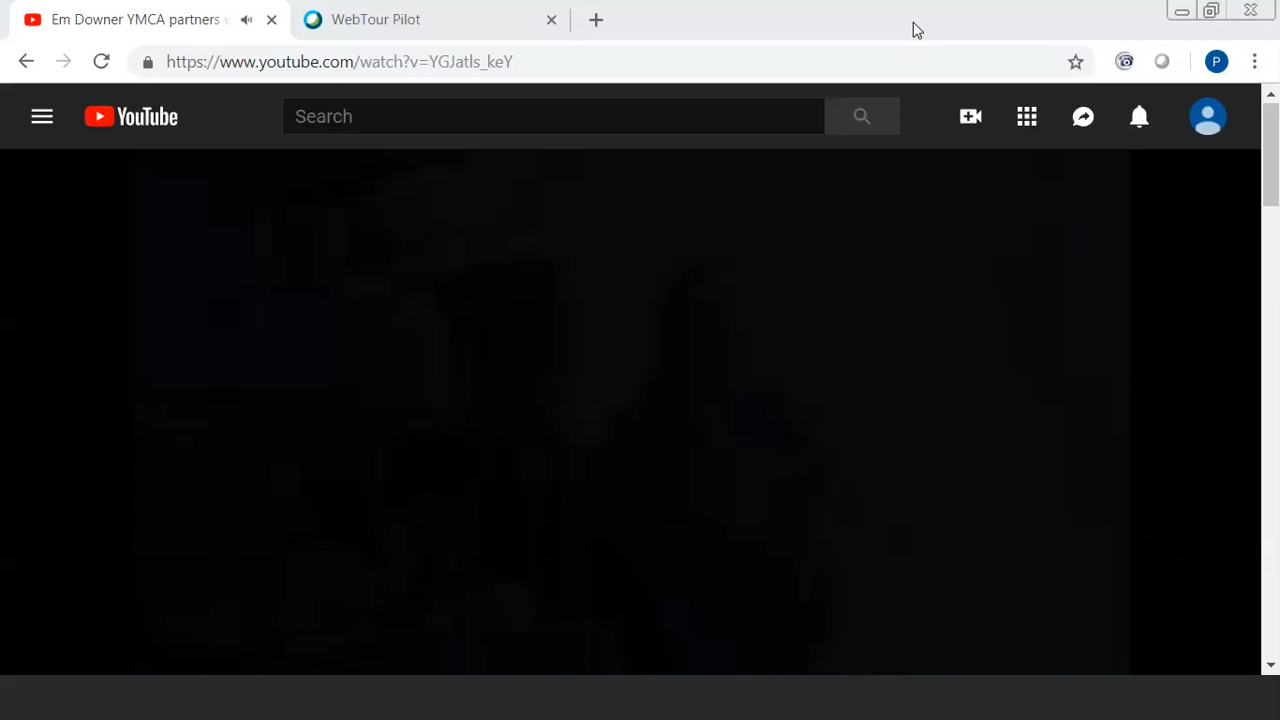 Em Downer YMCA partners
WebTour Pilot
https://www.youtube.com/watch?v=YGJatls_keY
P
YouTube
Search